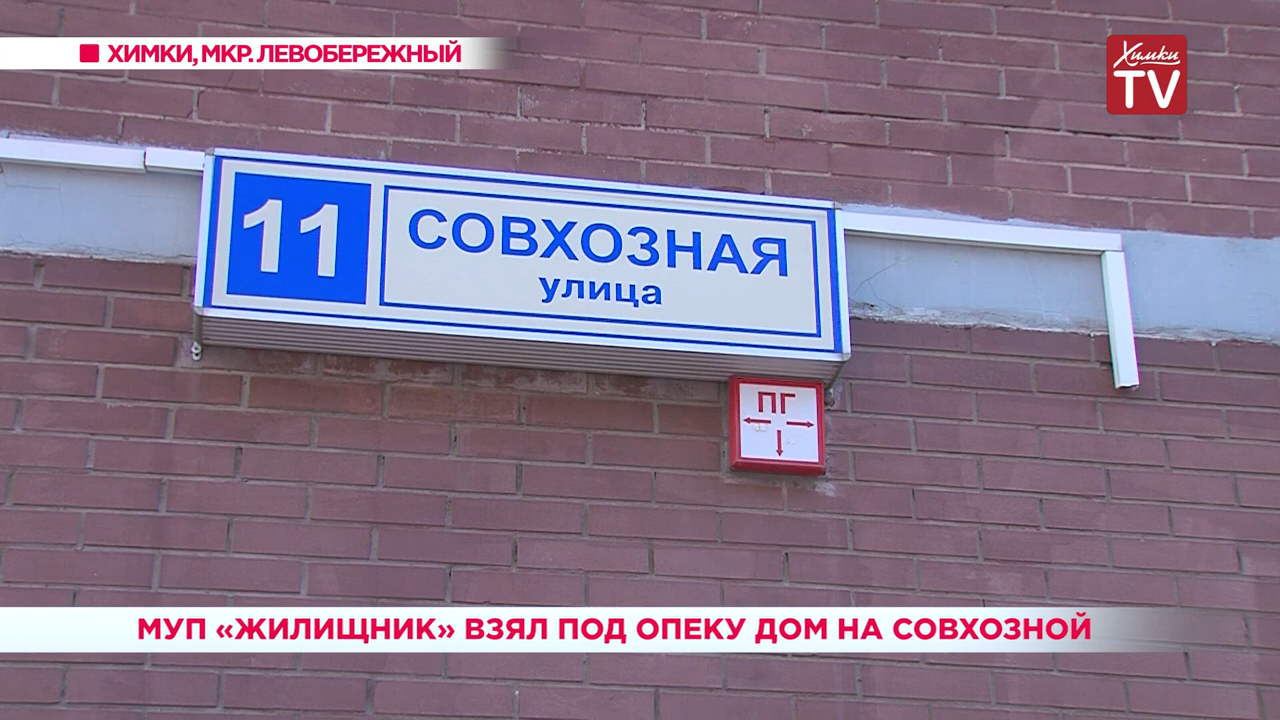 ХИМКИ, МКР. ЛЕВОБЕРЕЖНЫЙ
Химки
TV
11
СОВХОЗНАЯ
улица
ПГ
МУП «ЖИЛИЩНИК» ВЗЯЛ ПОД ОПЕКУ ДОМ НА СОВХОЗНОЙ